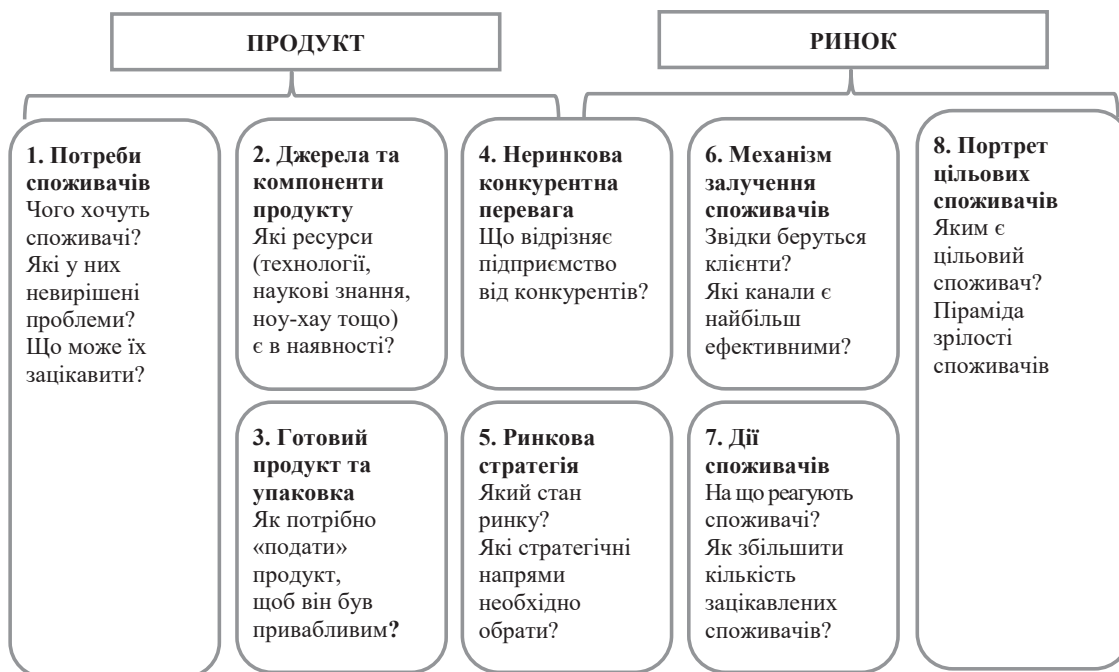 ПРОДУКТ
РИНОК
1. Потреби
споживачів
Чого хочуть
споживачі?
Які у них
невирішені
проблеми?
Що може їх
зацікавити?
2. Джерела та
компоненти
продукту
Які ресурси
(технології,
наукові знання,
ноу-хау тощо)
є в наявності?
3. Готовий
продукт та
упаковка
Як потрібно
«подати»
продукт,
щоб він був
привабливим?
4. Неринкова
конкурентна
перевага
Що відрізняє
підприємство
від конкурентів?
5. Ринкова
стратегія
Який стан
ринку?
Які стратегічні
напрями
необхідно
обрати?
6. Механізм
залучення
споживачів
Звідки беруться
клієнти?
Які канали є
найбільш
ефективними?
7. Дії
споживачів
На що реагують
споживачі?
Як збільшити
кількість
зацікавлених
споживачів?
8. Портрет
цільових
споживачів
Яким є
цільовий
споживач?
Піраміда
зрілості
споживачів